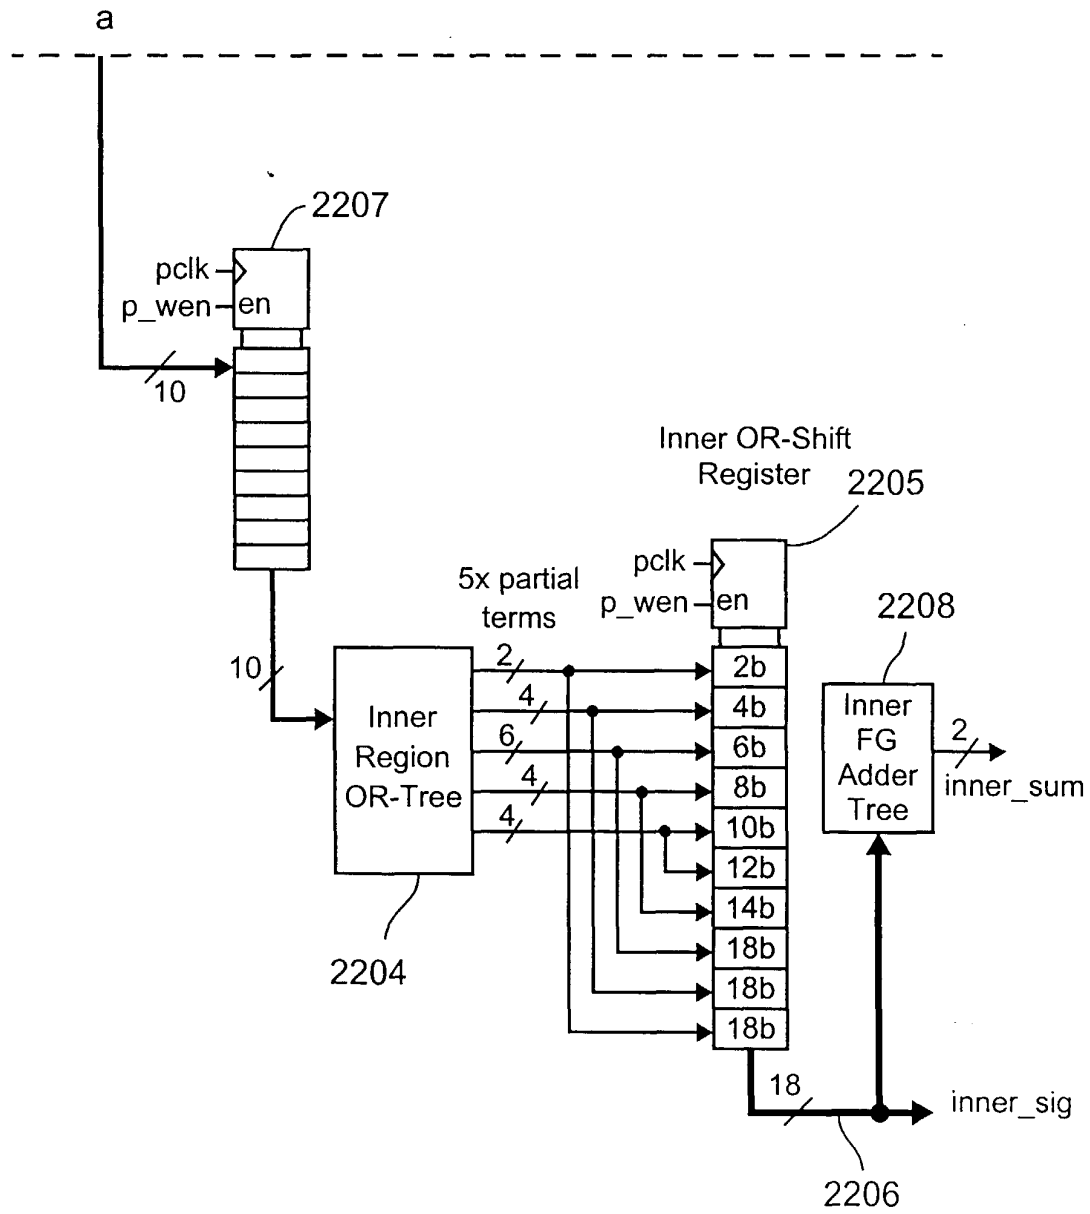 a
2207
pclk
p_wen
en
10
Inner OR-Shift
Register
2205
pclk
p_wen
en
5x partial
terms
2208
10
2
4
6
4
4
Inner
Region
OR-Tree
2b
4b
6b
8b
10b
12b
14b
18b
18b
18b
Inner
FG
Adder
Tree
2
inner_sum
2204
18
inner_sig
2206